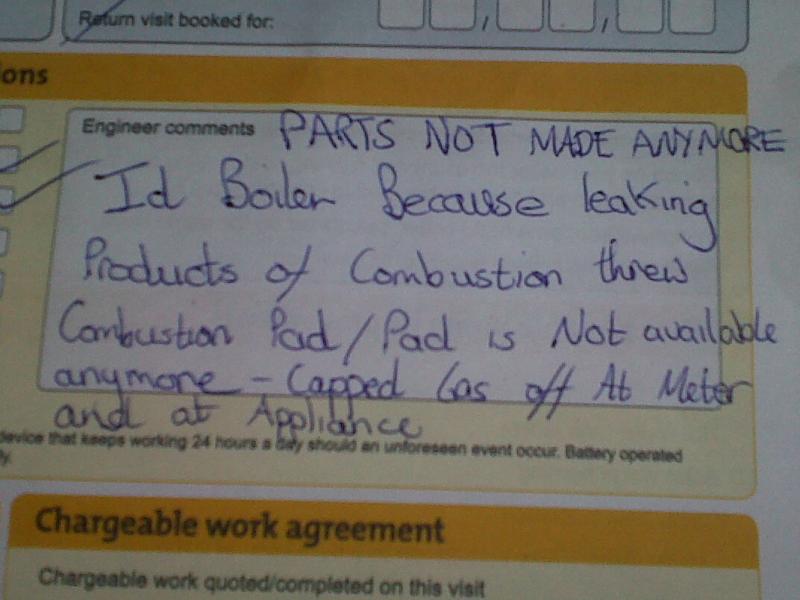 Return visit booked for:
ons
Engineer comments PARTS NOT MADE ANYMORE
Id Boiler Because leaking
Products of Combustion threw
Combustion Pad/Pad is Not available
anymore - Capped Gas off At Meter
and at Appliance
device that keeps working 24 hours a day should an unforeseen event occur. Battery operated
y.
Chargeable work agreement
Chargeable work quoted/completed on this visit